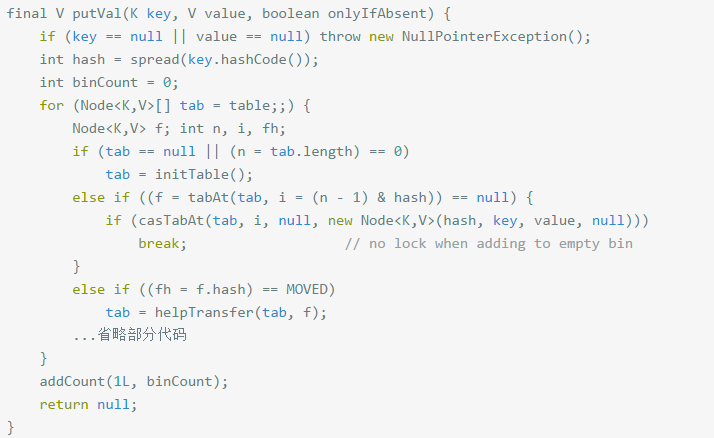 final V putVal(K key, V value, boolean onlyIfAbsent) {
    if (key == null || value == null) throw new NullPointerException();
    int hash = spread(key.hashCode());
    int binCount = 0;
    for (Node<K,V>[] tab = table;;) {
        Node<K,V> f; int n, i, fh;
        if (tab == null || (n = tab.length) == 0)
            tab = initTable();
        else if ((f = tabAt(tab, i = (n - 1) & hash)) == null) {
            if (casTabAt(tab, i, null, new Node<K,V>(hash, key, value, null)))
                break;                   // no lock when adding to empty bin
        }
        else if ((fh = f.hash) == MOVED)
            tab = helpTransfer(tab, f);
        ...省略部分代码
    }
    addCount(1L, binCount);
    return null;
}